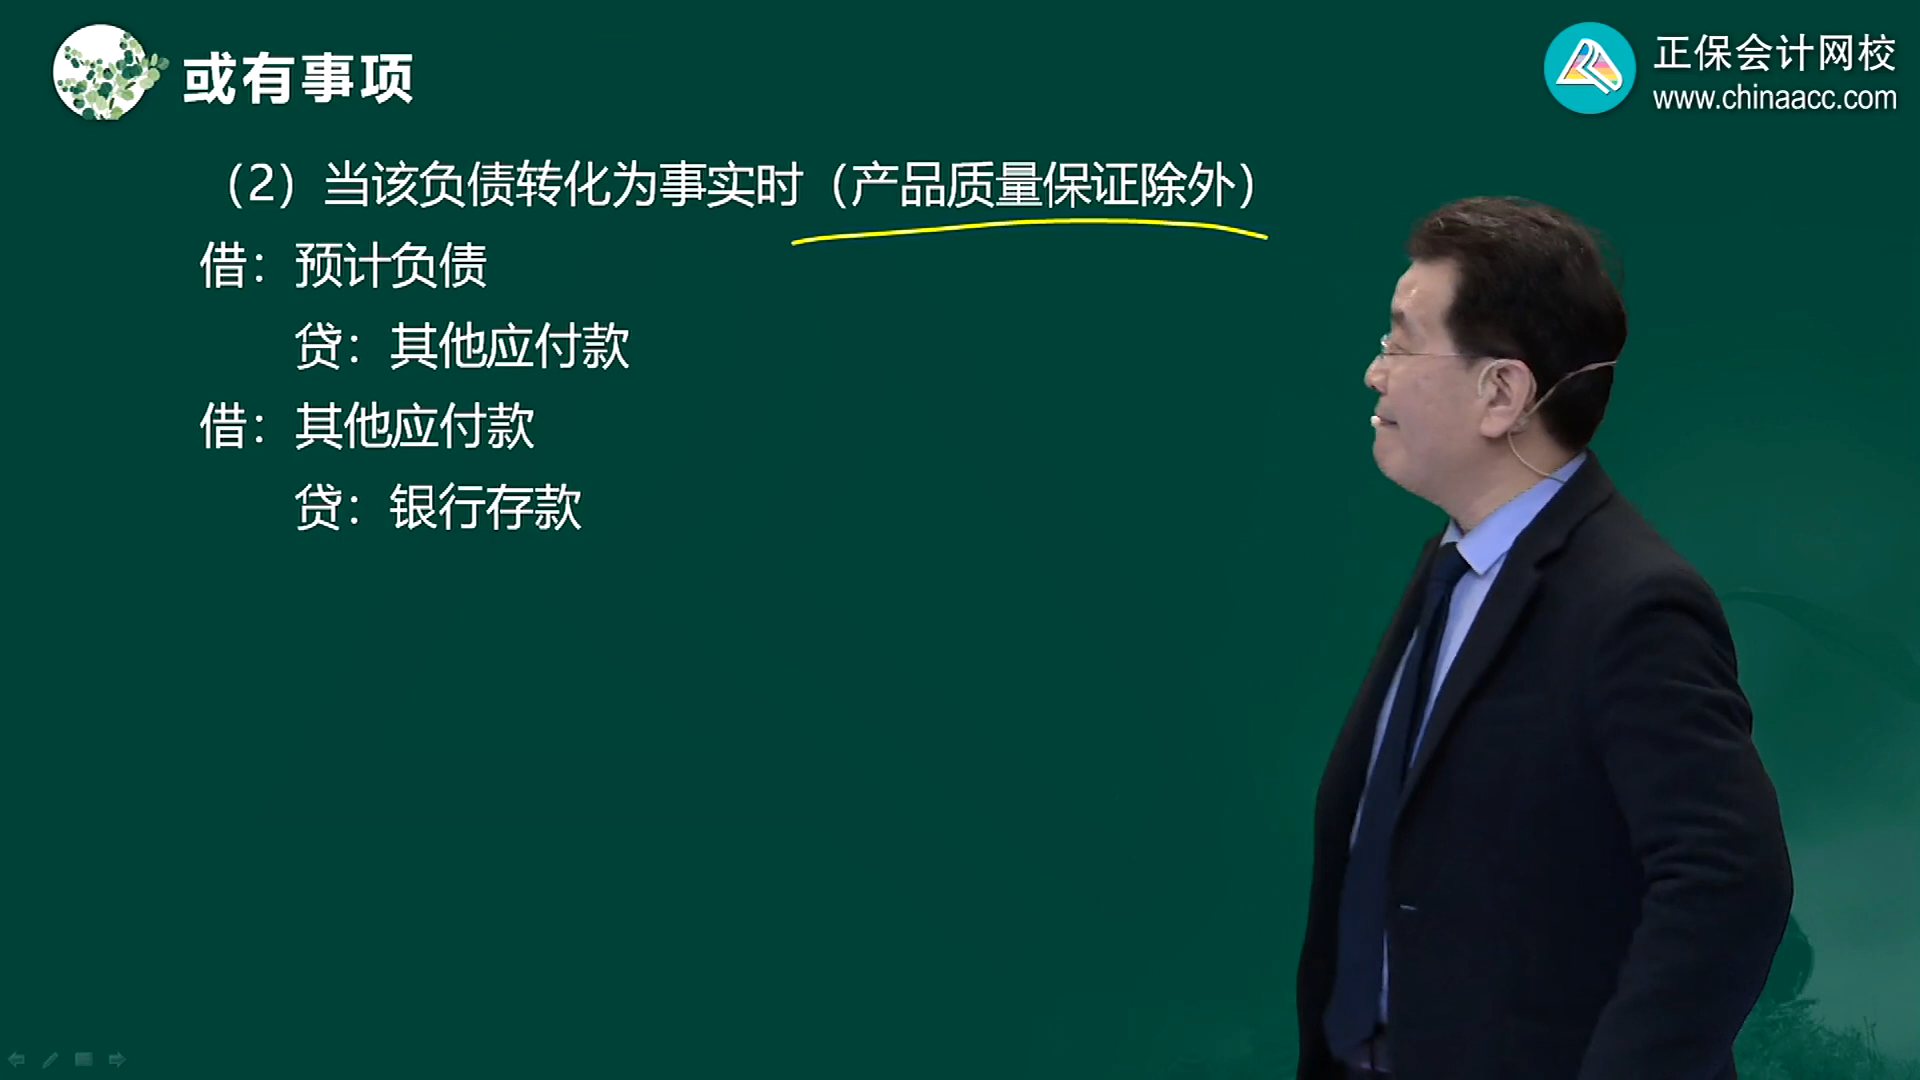 或有事项
正保会计网校
www.chinaacc.com
（2）当该负债转化为事实时（产品质量保证除外）
借：预计负债
贷：其他应付款
借：其他应付款
贷：银行存款